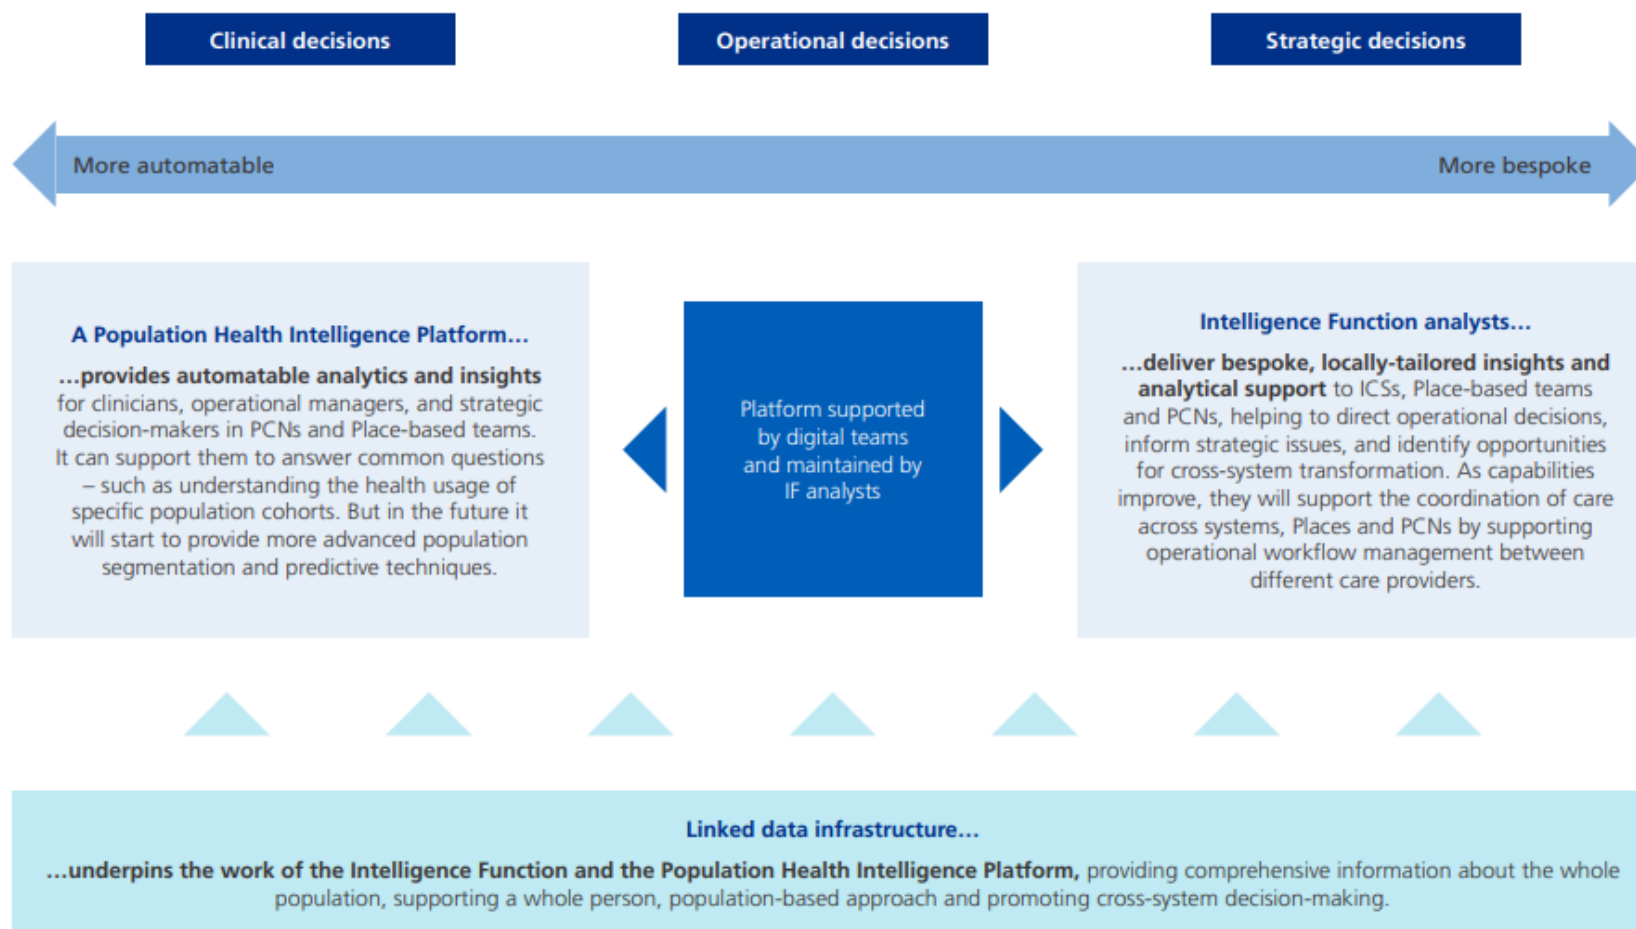 Clinical decisions
Operational decisions
Strategic decisions
More automatable
More bespoke
A Population Health Intelligence Platform...
...provides automatable analytics and insights
for clinicians, operational managers, and strategic
decision-makers in PCNs and Place-based teams.
It can support them to answer common questions
– such as understanding the health usage of
specific population cohorts. But in the future it
will start to provide more advanced population
segmentation and predictive techniques.
Platform supported
by digital teams
and maintained by
IF analysts
Intelligence Function analysts...
...deliver bespoke, locally-tailored insights and
analytical support to ICSs, Place-based teams
and PCNs, helping to direct operational decisions,
inform strategic issues, and identify opportunities
for cross-system transformation. As capabilities
improve, they will support the coordination of care
across systems, Places and PCNs by supporting
operational workflow management between
different care providers.
Linked data infrastructure...
...underpins the work of the Intelligence Function and the Population Health Intelligence Platform, providing comprehensive information about the whole
population, supporting a whole person, population-based approach and promoting cross-system decision-making.